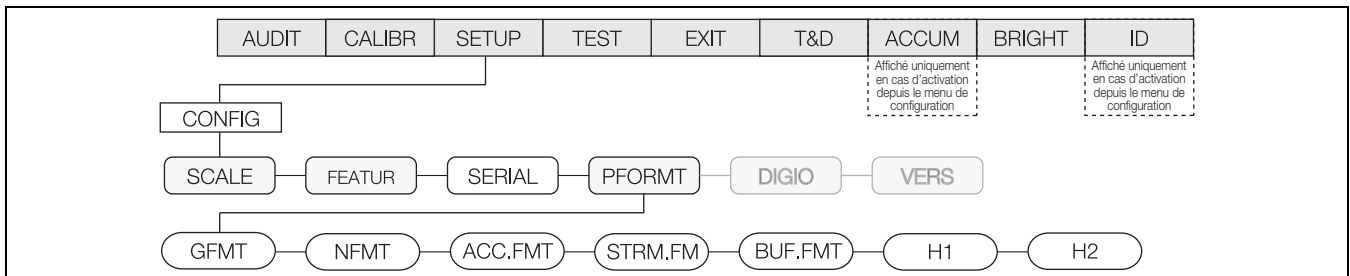 AUDIT CALIBR SETUP TEST EXIT T&D ACCUM BRIGHT ID
Affiché uniquement
en cas d'activation
depuis le menu de
configuration
Affiché uniquement
en cas d'activation
depuis le menu de
configuration
CONFIG
SCALE FEATUR SERIAL PFORMT DIGIO VERS
GFMT NFMT ACC.FMT STRM.FM BUF.FMT H1 H2